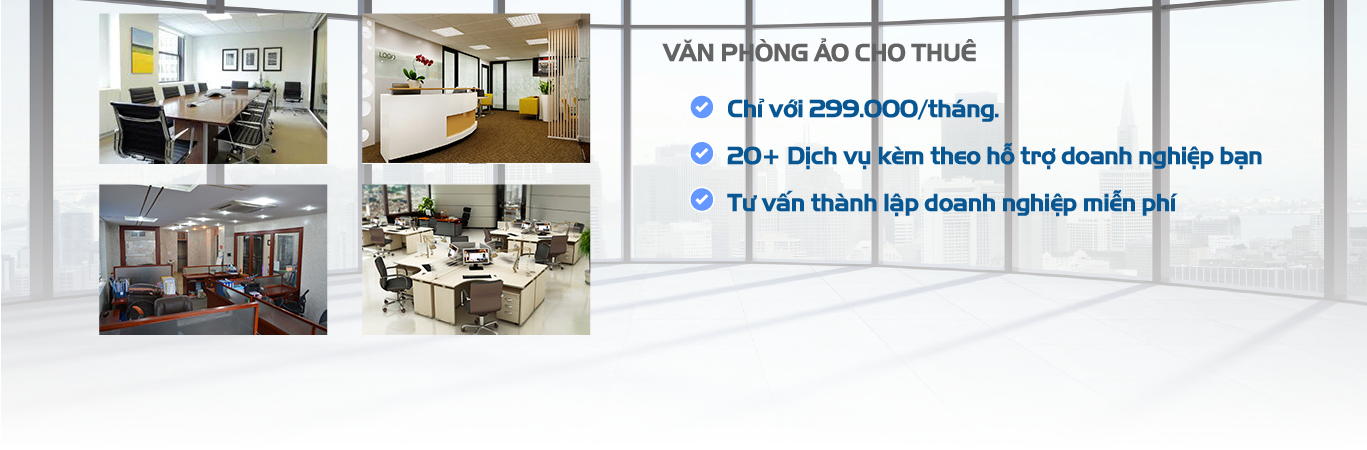 VĂN PHÒNG ẢO CHO THUÊ
Chỉ với 299.000/tháng.
20+ Dịch vụ kèm theo hỗ trợ doanh nghiệp bạn
Tư vấn thành lập doanh nghiệp miễn phí